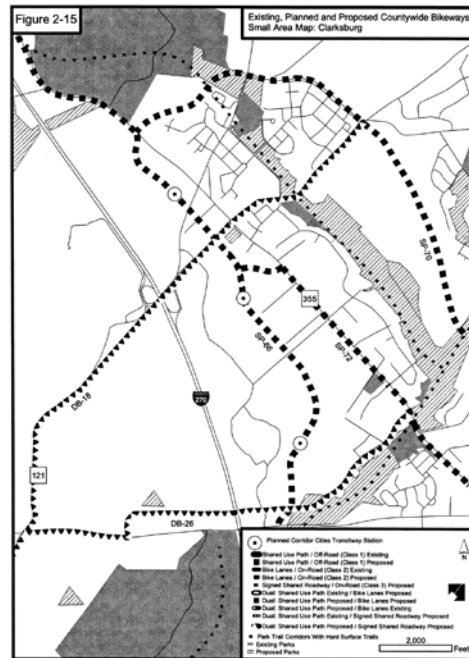 Figure 2-15
Existing, Planned and Proposed Countywide Bikeways
Small Area Map: Clarksburg
SP-70
355
SP-66
SP-72
DB-18
270
121
DB-26
Planned Corridor Cities Transitway Station
Shared Use Path / Off-Road (Class 1) Existing
Shared Use Path / Off-Road (Class 1) Proposed
Bike Lanes / On-Road (Class 2) Existing
Bike Lanes / On-Road (Class 2) Proposed
Signed Shared Roadway / On-Road (Class 3) Proposed
Dual: Shared Use Path Existing / Bike Lanes Proposed
Dual: Shared Use Path Proposed / Bike Lanes Proposed
Dual: Shared Use Path Proposed / Bike Lanes Existing
Dual: Shared Use Path Existing / Signed Shared Roadway Proposed
Dual: Shared Use Path Proposed / Signed Shared Roadway Proposed
Park Trail Corridors With Hard Surface Trails
Existing Parks
Proposed Parks
N
2,000
Feet